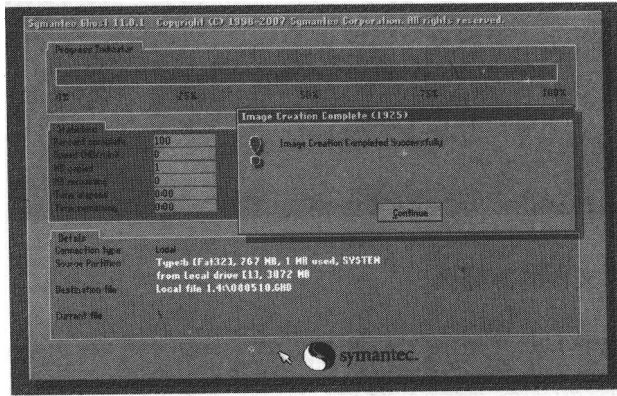 Symantec Ghost 11.0.1 Copyright (C) 1998-2007 Symantec Corporation. All rights reserved.
Progress Indicator
0% 25% 50% 75% 100%
Image Creation Complete (1925)
Image Creation Completed Successfully
Continue
Statistics
Percent complete 100
Speed (MB/min) 0
MB copied 1
MB remaining 0
Time elapsed 0:00
Time remaining 0:00
Details
Connection type Local
Source Partition Type:b [Fat32], 767 MB, 1 MB used, SYSTEM
from Local drive [1], 3072 MB
Destination file Local file 1.4:\080510.GHO
Current file \
symantec.